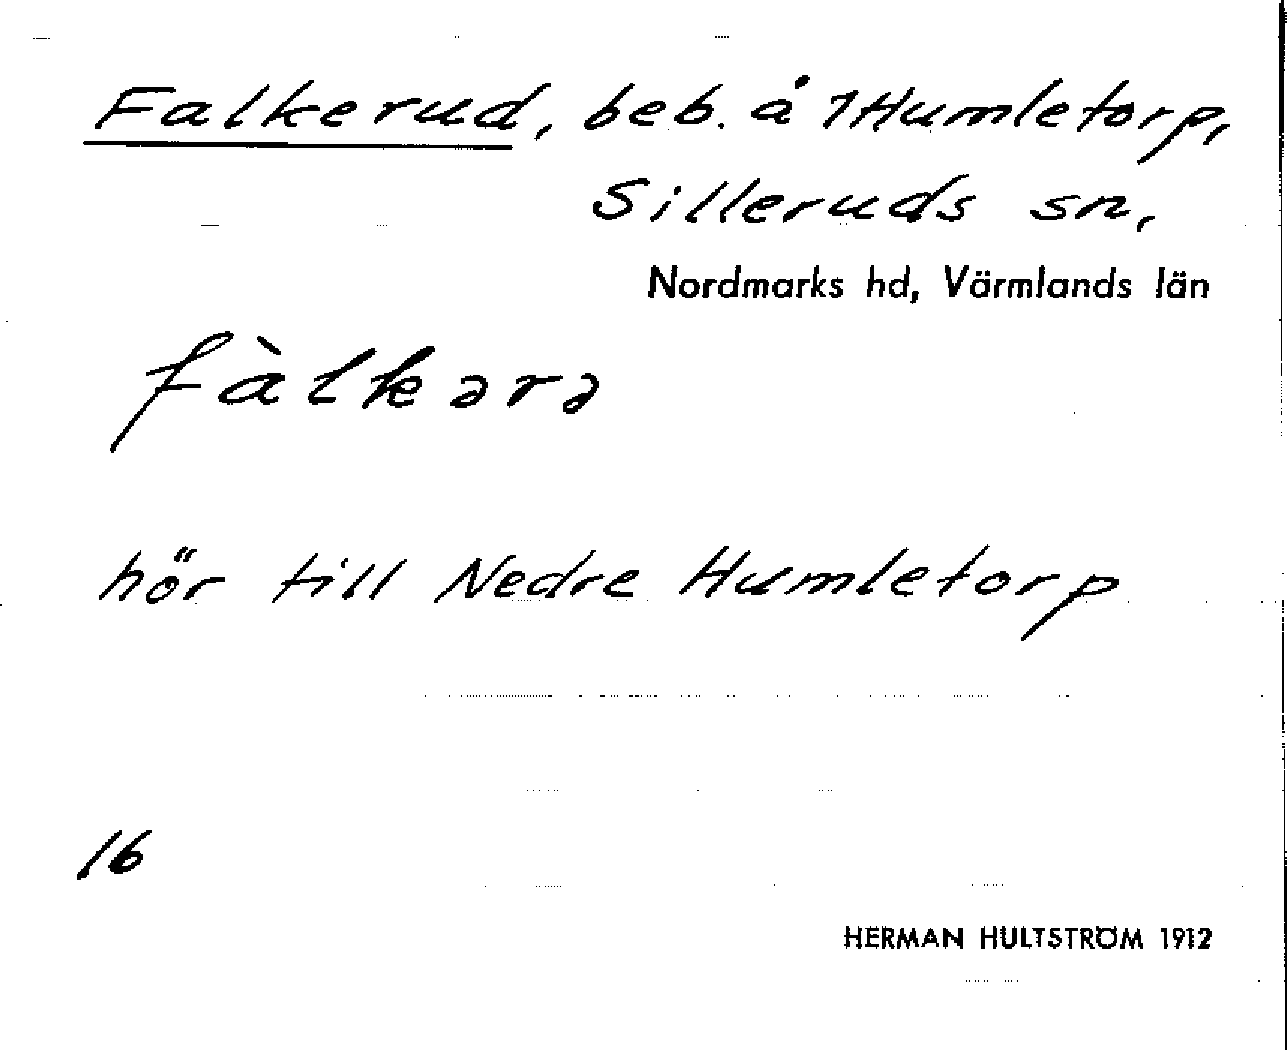 Falkerud, beb. å 1Humletorp,
Silleruds sn,
Nordmarks hd, Värmlands län
fàlkərə
hör till Nedre Humletorp
16
HERMAN HULTSTRÖM 1912